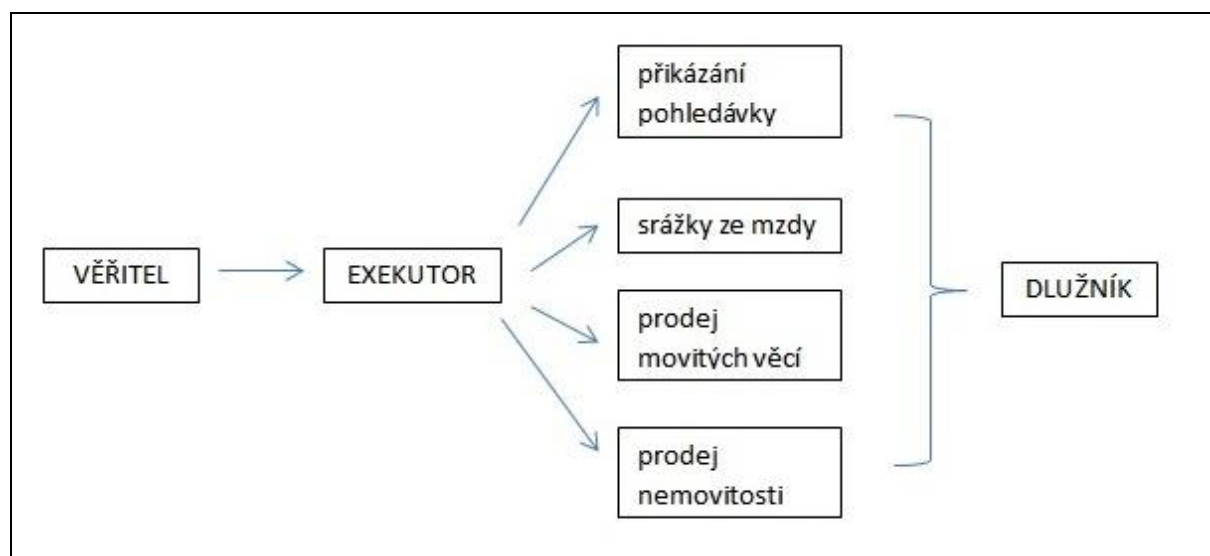 VĚŘITEL
EXEKUTOR
přikázání
pohledávky
srážky ze mzdy
prodej
movitých věcí
prodej
nemovitosti
DLUŽNÍK